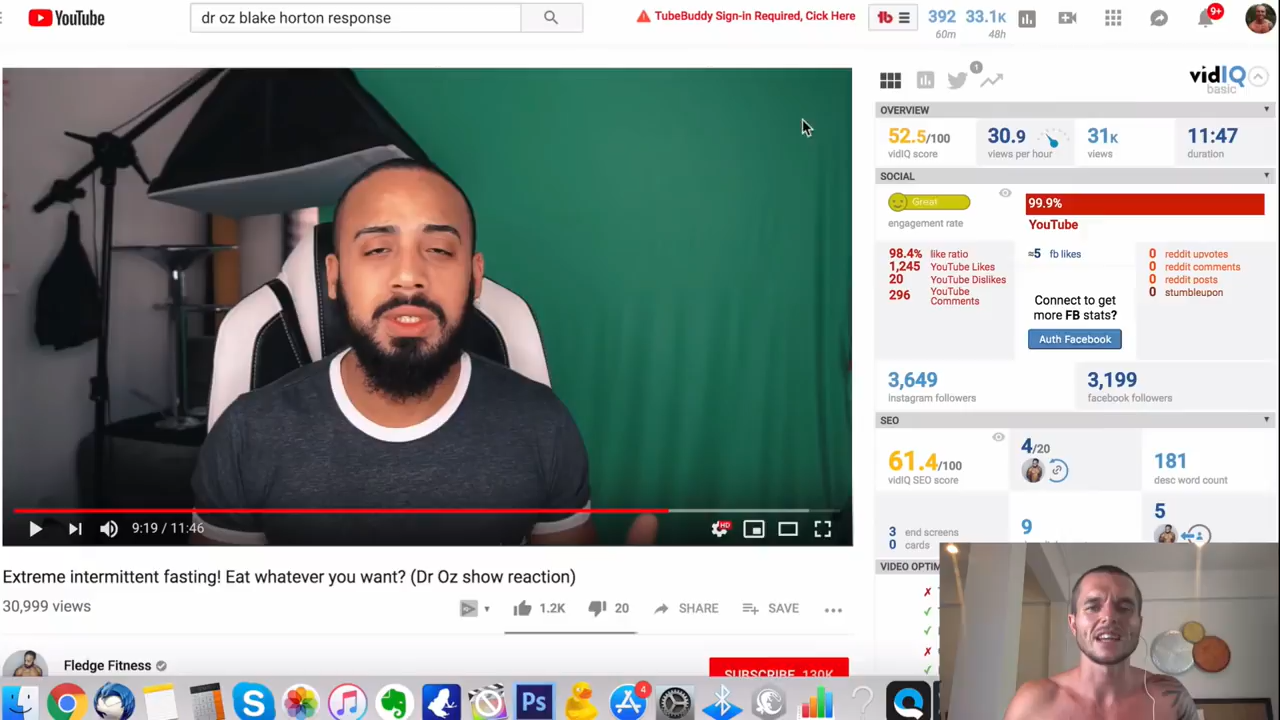 YouTube
dr oz blake horton response
TubeBuddy Sign-in Required, Click Here
tb
392
60m
33.1K
48h
9+
1
vidIQ
basic
OVERVIEW
52.5/100
vidIQ score
30.9
views per hour
31K
views
11:47
duration
SOCIAL
Great
engagement rate
99.9%
YouTube
98.4% like ratio
1,245 YouTube Likes
20 YouTube Dislikes
296 YouTube Comments
≈5 fb likes
Connect to get
more FB stats?
Auth Facebook
0 reddit upvotes
0 reddit comments
0 reddit posts
0 stumbleupon
3,649
instagram followers
3,199
facebook followers
SEO
61.4/100
vidIQ SEO score
4/20
181
desc word count
3 end screens
0 cards
9
5
VIDEO OPTIM
9:19 / 11:46
HD
Extreme intermittent fasting! Eat whatever you want? (Dr Oz show reaction)
30,999 views
1.2K
20
SHARE
SAVE
Fledge Fitness
SUBSCRIBE 130K
4
Ps